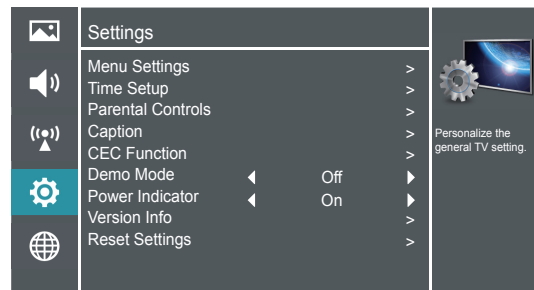 Settings
Menu Settings >
Time Setup >
Parental Controls >
Caption >
CEC Function >
Demo Mode Off
Power Indicator On
Version Info >
Reset Settings >
Personalize the
general TV setting.